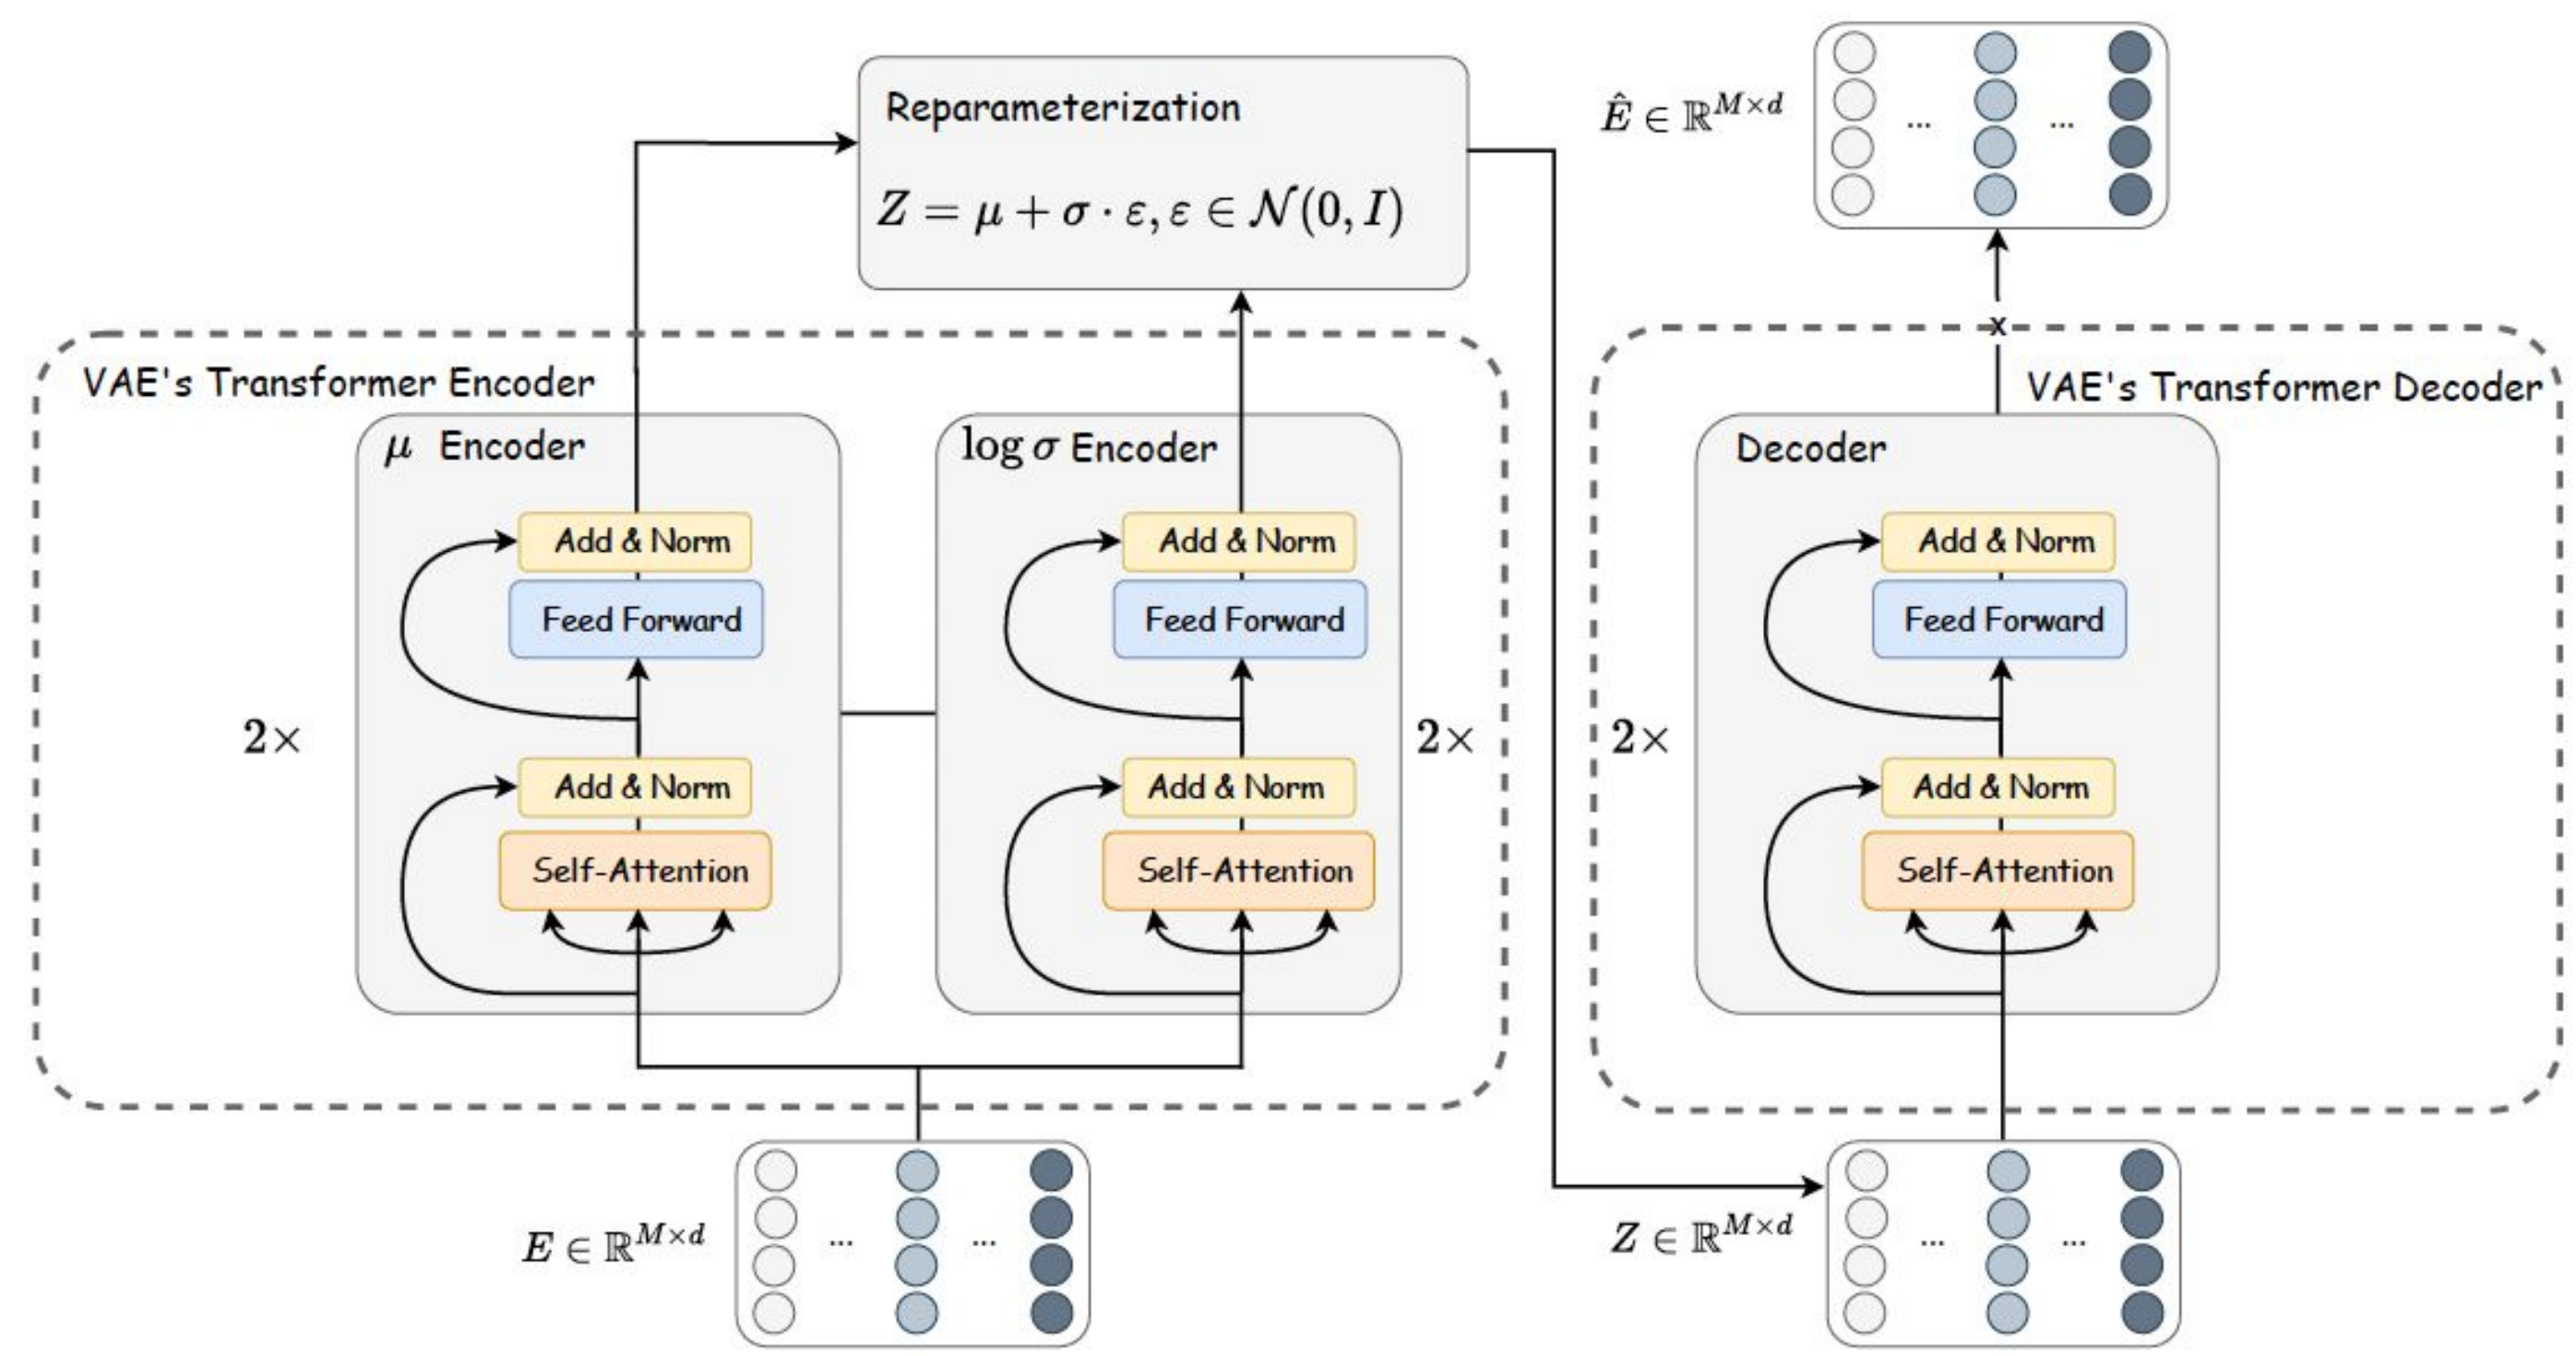 Reparameterization
Z = μ + σ · ε, ε ∈ 𝒩(0, I)
Ê ∈ ℝ^{M×d}
... ...
x
VAE's Transformer Encoder
μ Encoder
Add & Norm
Feed Forward
2×
Add & Norm
Self-Attention
log σ Encoder
Add & Norm
Feed Forward
2×
Add & Norm
Self-Attention
VAE's Transformer Decoder
Decoder
Add & Norm
Feed Forward
2×
Add & Norm
Self-Attention
E ∈ ℝ^{M×d}
... ...
Z ∈ ℝ^{M×d}
... ...